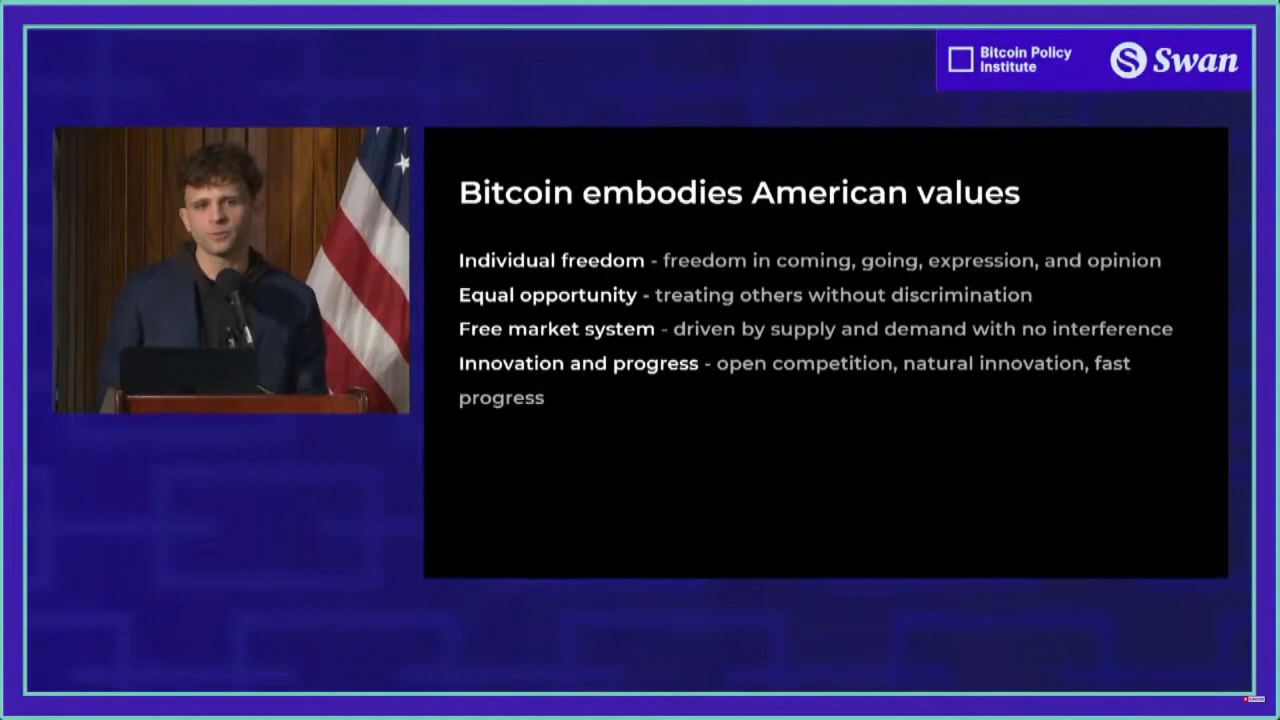 Bitcoin Policy
Institute
Swan
Bitcoin embodies American values
Individual freedom - freedom in coming, going, expression, and opinion
Equal opportunity - treating others without discrimination
Free market system - driven by supply and demand with no interference
Innovation and progress - open competition, natural innovation, fast
progress